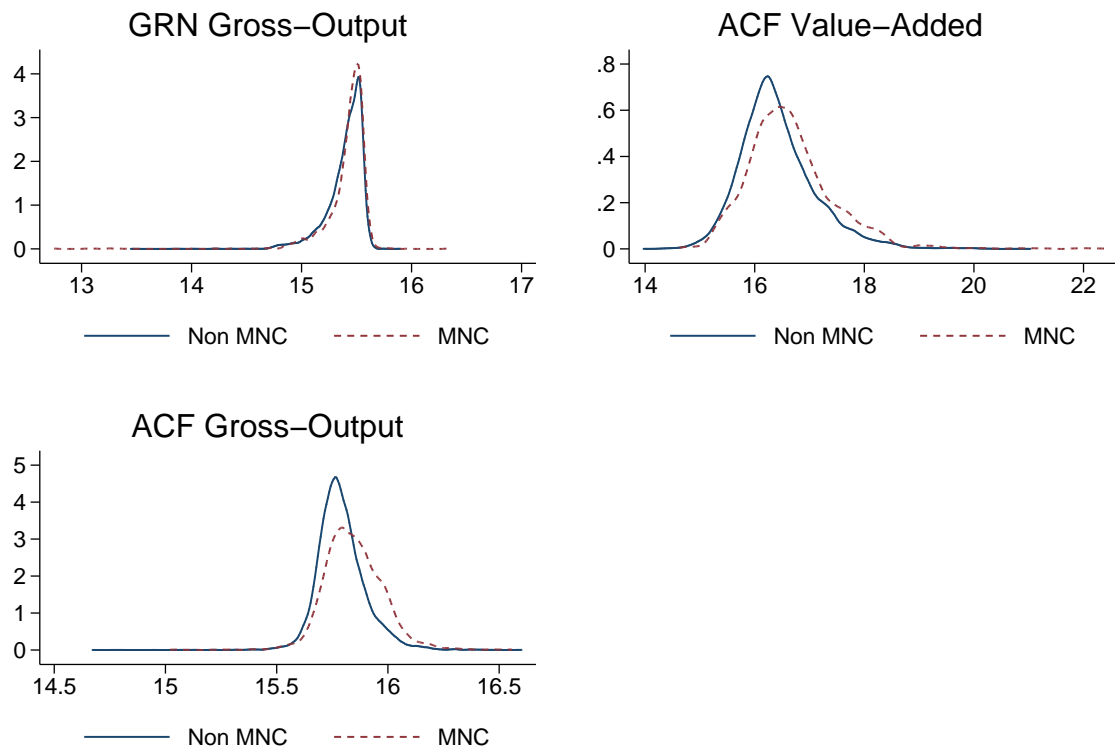 GRN Gross−Output
4
3
2
1
0
13 14 15 16 17
Non MNC MNC
ACF Value−Added
.8
.6
.4
.2
0
14 16 18 20 22
Non MNC MNC
ACF Gross−Output
5
4
3
2
1
0
14.5 15 15.5 16 16.5
Non MNC MNC